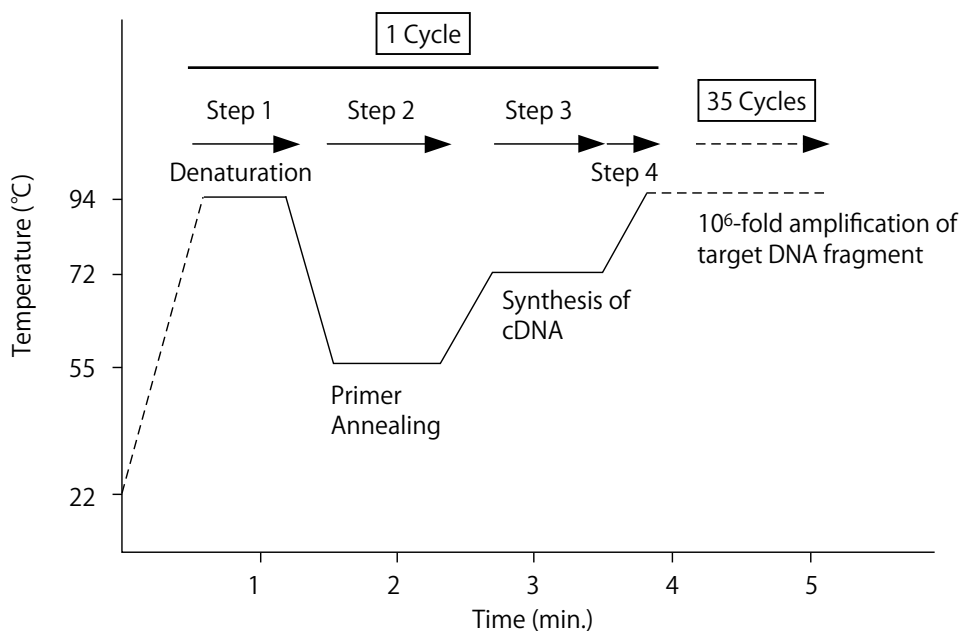 1 Cycle
35 Cycles
Step 1
Step 2
Step 3
Denaturation
Step 4
94
10⁶-fold amplification of
target DNA fragment
72
Synthesis of
cDNA
55
Primer
Annealing
22
Temperature (°C)
1
2
3
4
5
Time (min.)